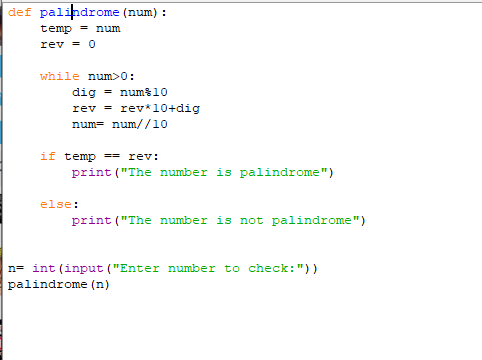 def palindrome(num):
    temp = num
    rev = 0
    while num>0:
        dig = num%10
        rev = rev*10+dig
        num= num//10
    if temp == rev:
        print("The number is palindrome")
    else:
        print("The number is not palindrome")
n= int(input("Enter number to check:"))
palindrome(n)